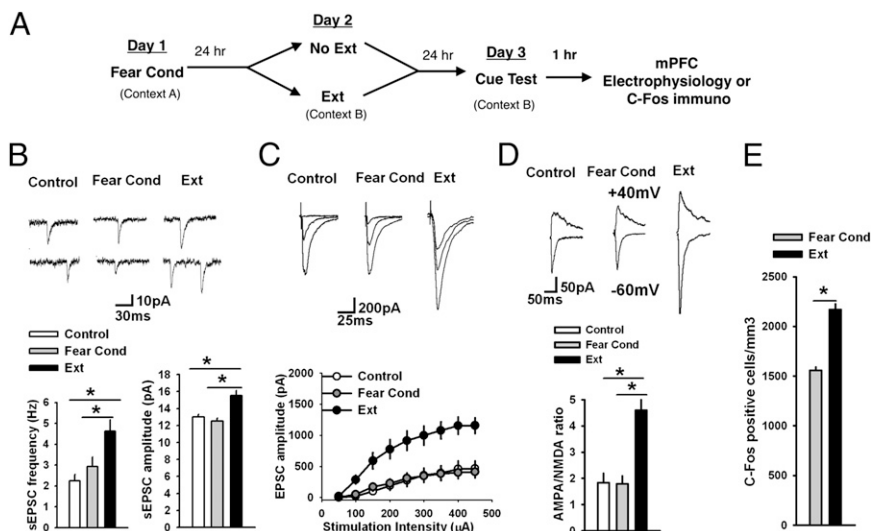 A
Day 1
Fear Cond
(Context A)
24 hr
Day 2
No Ext
Ext
(Context B)
24 hr
Day 3
Cue Test
(Context B)
1 hr
mPFC
Electrophysiology or
C-Fos immuno
B
Control Fear Cond Ext
10pA
30ms
Control
Fear Cond
Ext
sEPSC frequency (Hz)
6
5
4
3
2
1
0
* *
sEPSC amplitude (pA)
18
16
14
12
10
8
6
4
2
0
* *
C
Control Fear Cond Ext
200pA
25ms
EPSC amplitude (pA)
2000
1500
1000
500
0
Control
Fear Cond
Ext
0 100 200 300 400 500
Stimulation Intensity (µA)
D
Control Fear Cond Ext
+40mV
-60mV
50pA
50ms
Control
Fear Cond
Ext
AMPA/NMDA ratio
5
4
3
2
1
0
* *
E
Fear Cond
Ext
C-Fos positive cells/mm3
2500
2000
1500
1000
500
0
*